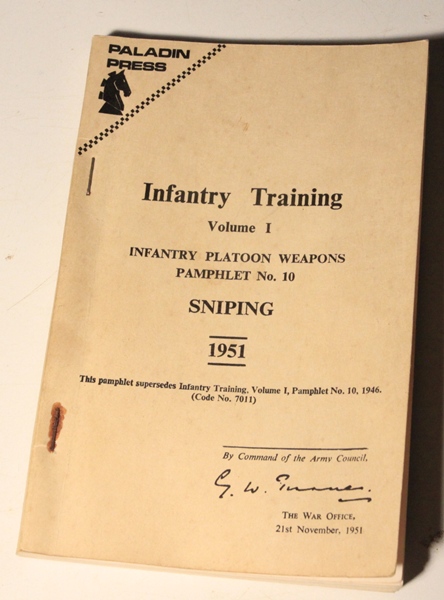 PALADIN
PRESS
Infantry Training
Volume I
INFANTRY PLATOON WEAPONS
PAMPHLET No. 10
SNIPING
1951
This pamphlet supersedes Infantry Training, Volume I, Pamphlet No. 10, 1946.
(Code No. 7011)
By Command of the Army Council,
G. W. Turner.
THE WAR OFFICE,
21st November, 1951